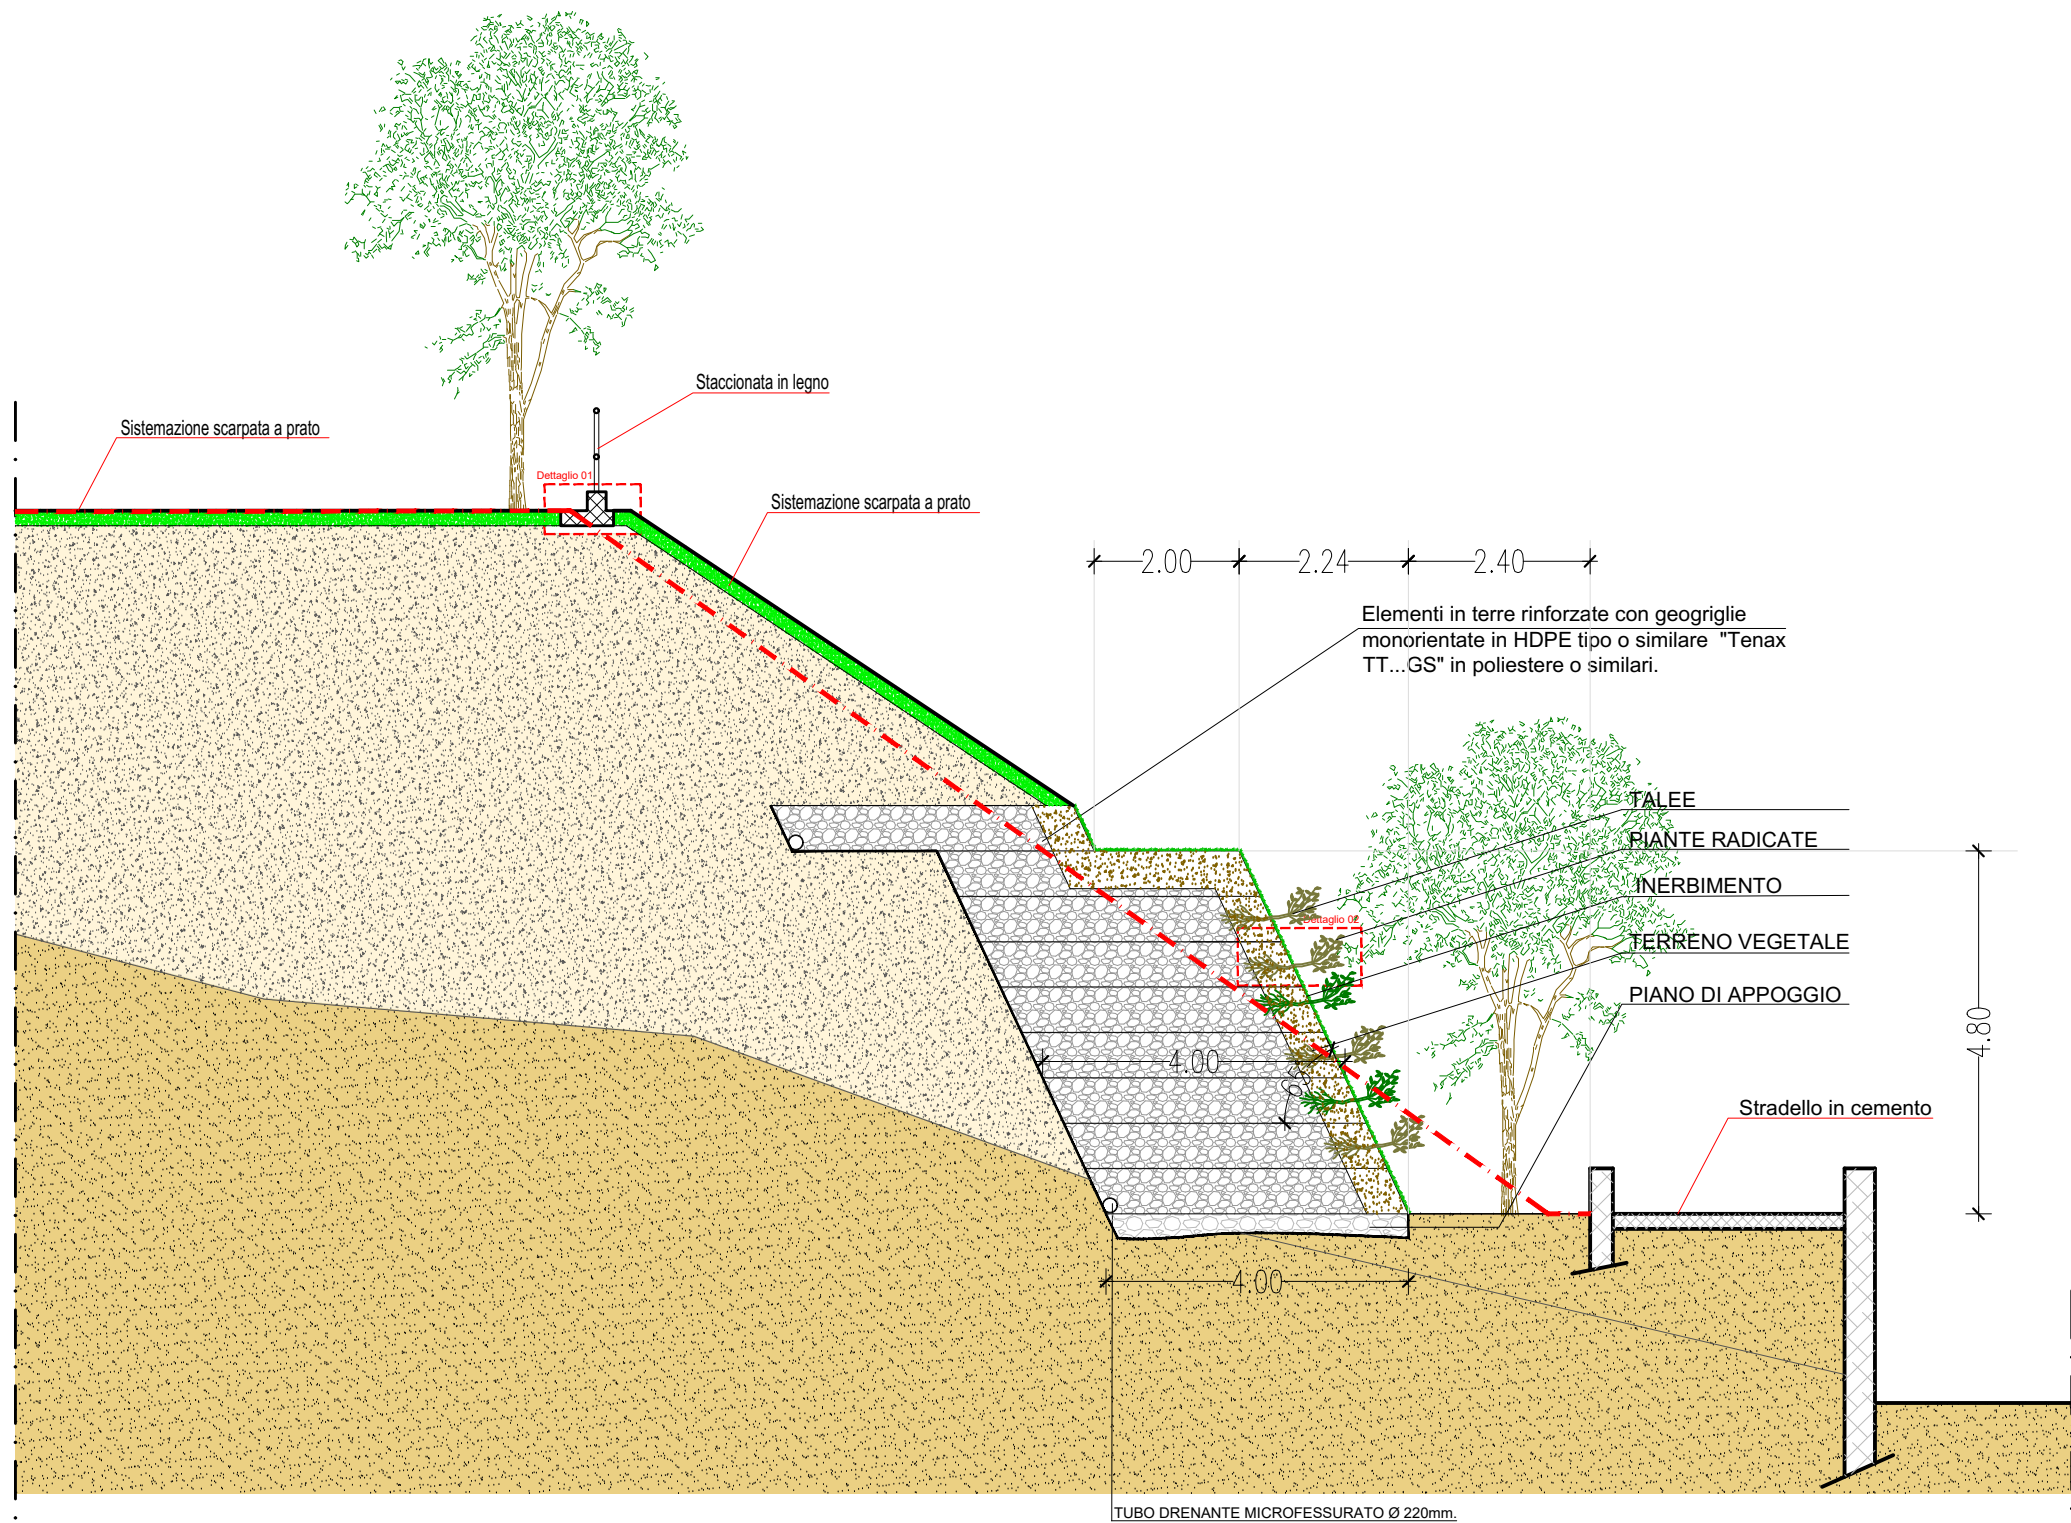 Staccionata in legno
Sistemazione scarpata a prato
Dettaglio 01
Sistemazione scarpata a prato
2.00
2.24
2.40
Elementi in terre rinforzate con geogriglie
monorientate in HDPE tipo o similare "Tenax
TT...GS" in poliestere o similari.
TALEE
PIANTE RADICATE
INERBIMENTO
Dettaglio 02
TERRENO VEGETALE
PIANO DI APPOGGIO
4.80
4.00
Stradello in cemento
4.00
TUBO DRENANTE MICROFESSURATO Ø 220mm.